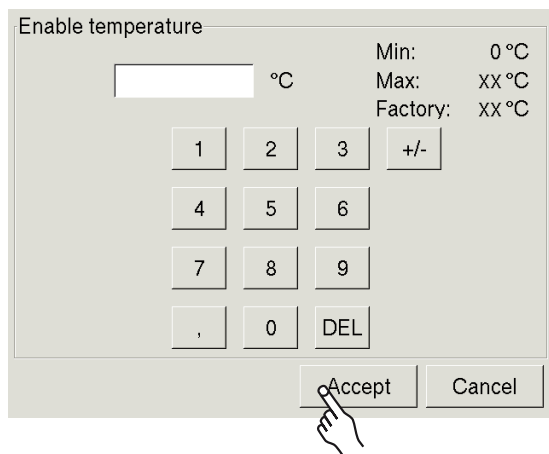 Enable temperature
Min: 0 °C
°C Max: XX °C
Factory: XX °C
1 2 3 +/-
4 5 6
7 8 9
, 0 DEL
Accept Cancel